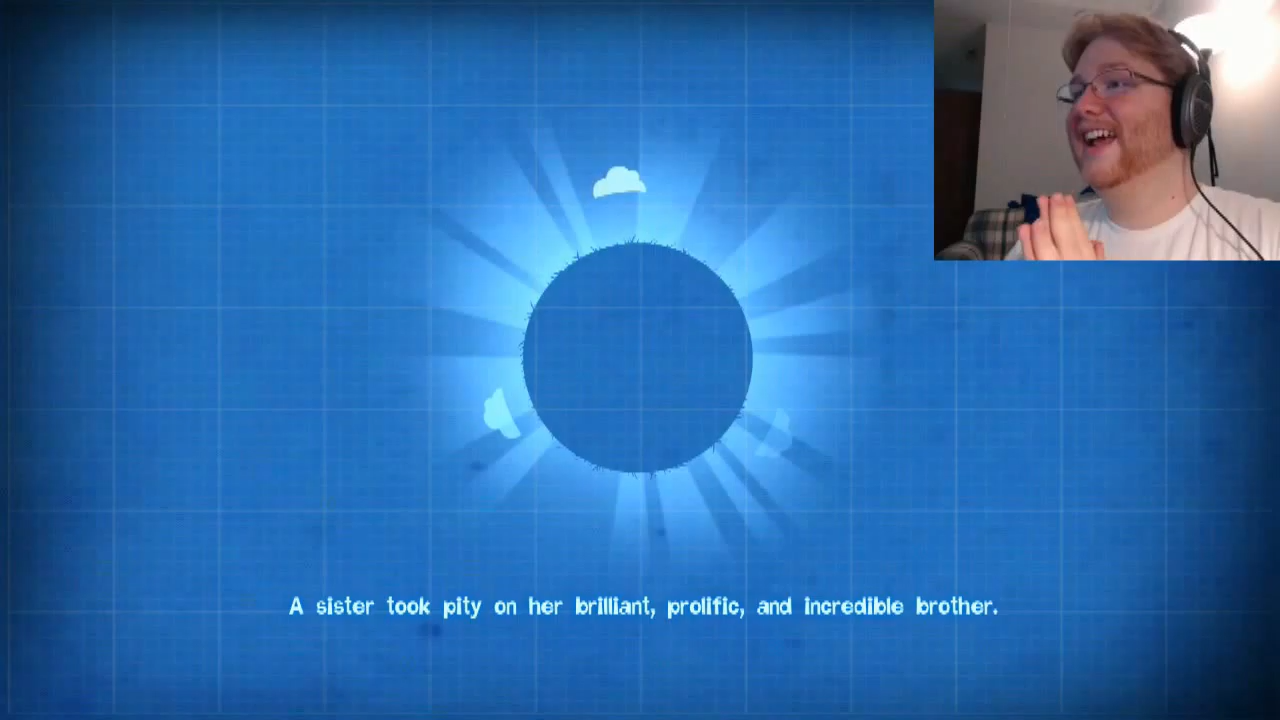 A sister took pity on her brilliant, prolific, and incredible brother.